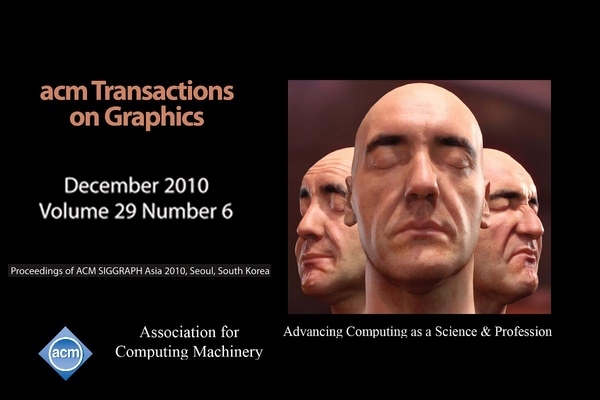 acm Transactions
on Graphics
December 2010
Volume 29 Number 6
Proceedings of ACM SIGGRAPH Asia 2010, Seoul, South Korea
acm
Association for
Computing Machinery
Advancing Computing as a Science & Profession